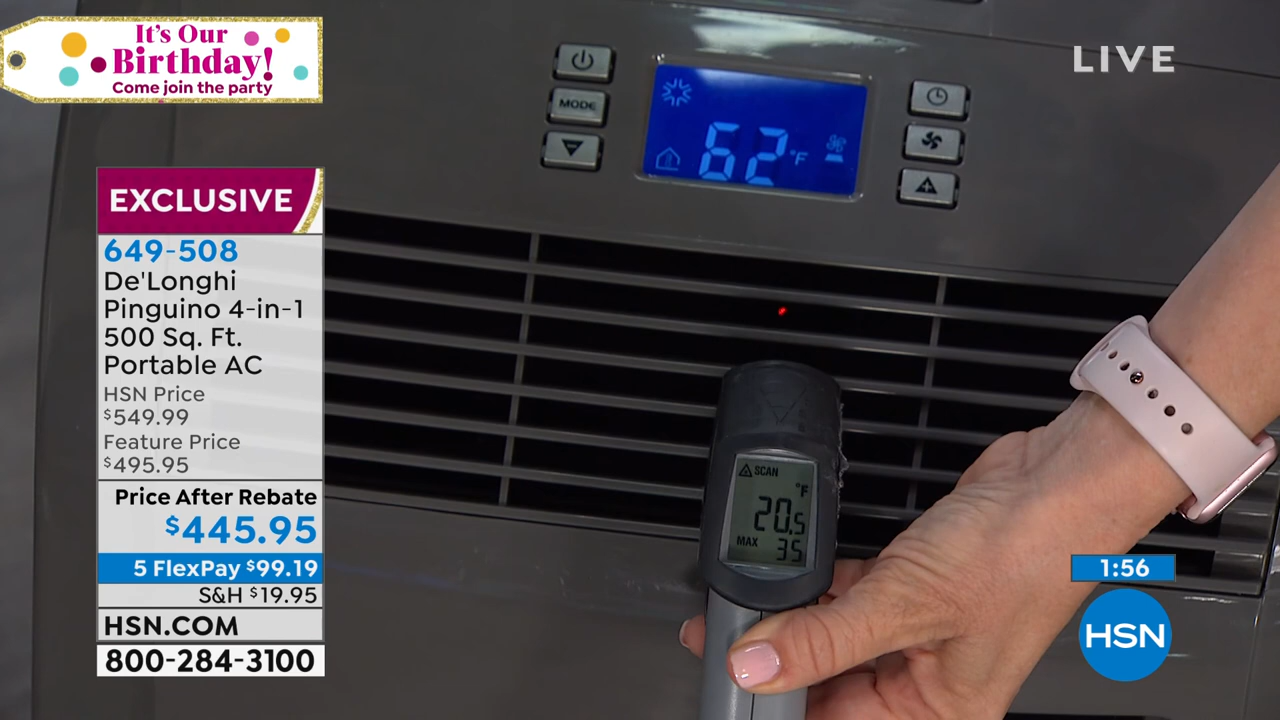 It's Our
Birthday!
Come join the party
LIVE
MODE
62°F
EXCLUSIVE
649-508
De'Longhi
Pinguino 4-in-1
500 Sq. Ft.
Portable AC
HSN Price
$549.99
Feature Price
$495.95
Price After Rebate
$445.95
5 FlexPay $99.19
S&H $19.95
HSN.COM
800-284-3100
SCAN
°F
20.5
MAX 35
1:56
HSN